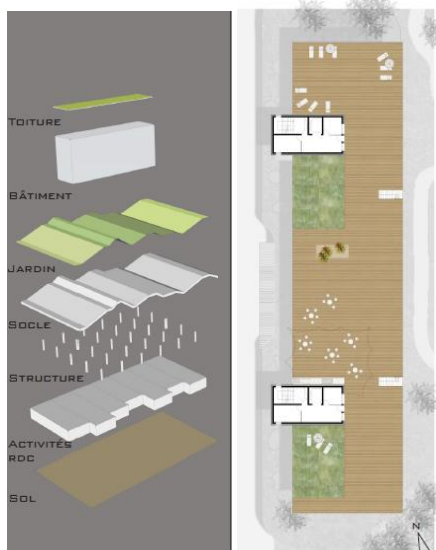 TOITURE
BÂTIMENT
JARDIN
SOCLE
STRUCTURE
ACTIVITÉS
RDC
SOL
N